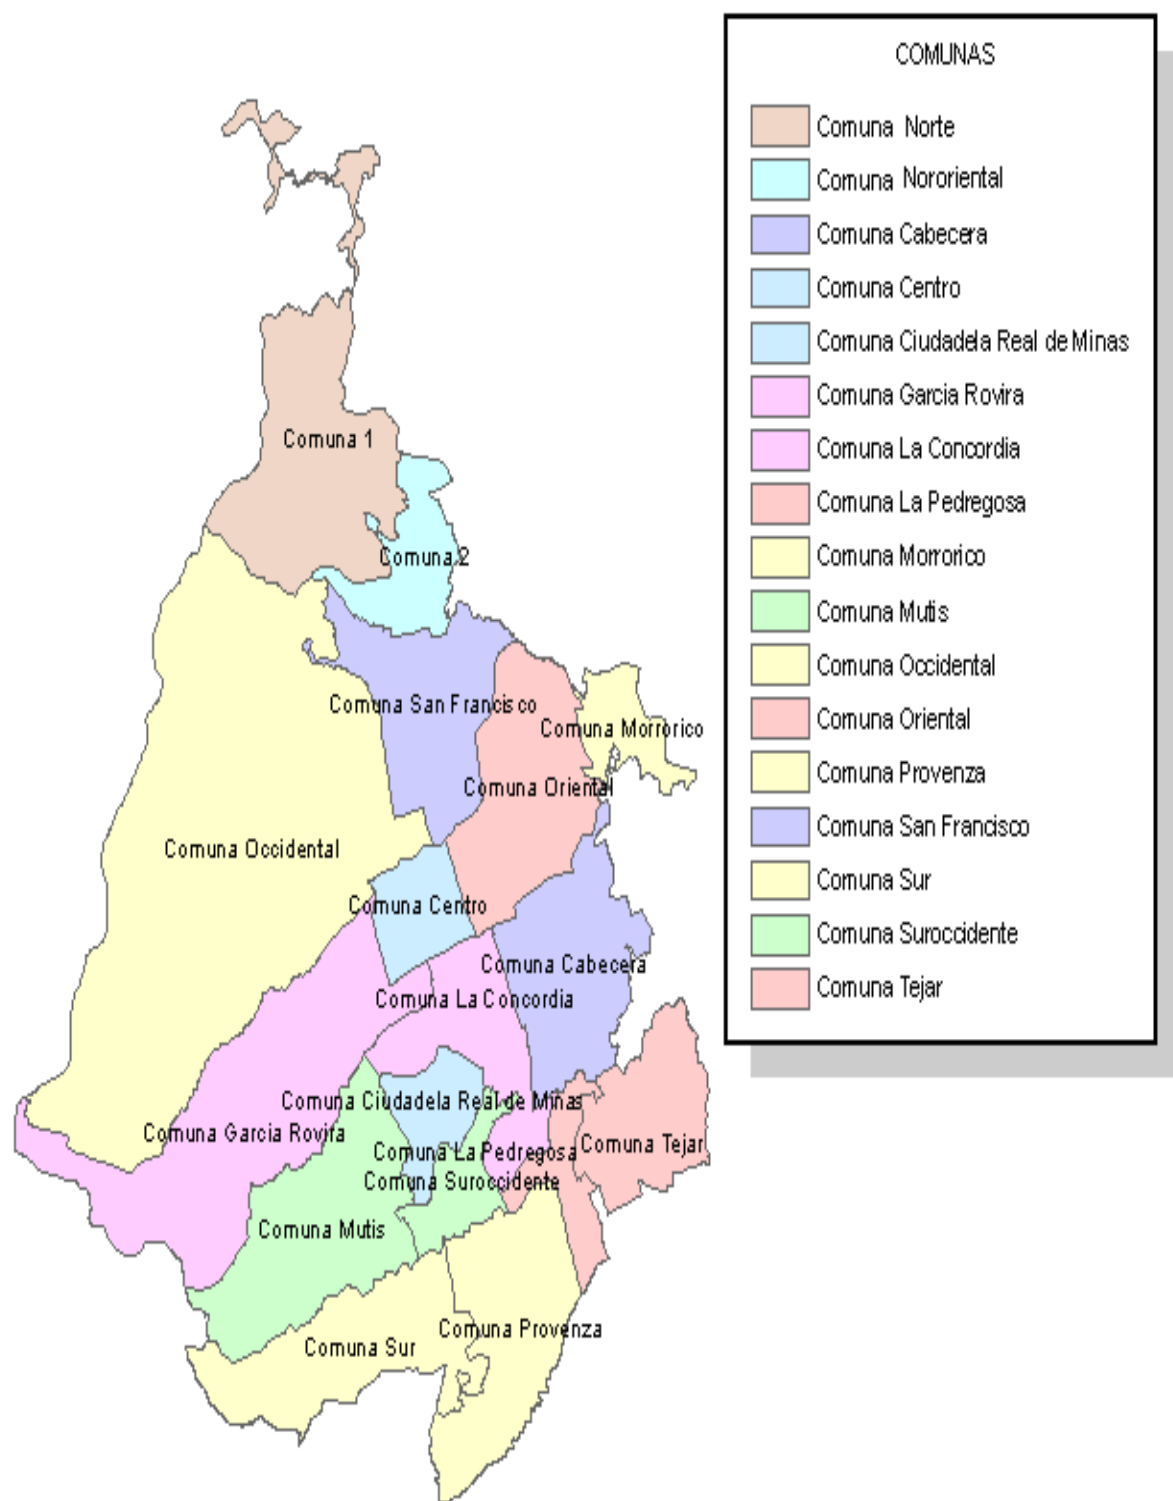 COMUNAS
Comuna Norte
Comuna Nororiental
Comuna Cabecera
Comuna Centro
Comuna Ciudadela Real de Minas
Comuna Garcia Rovira
Comuna La Concordia
Comuna La Pedregosa
Comuna Morrorico
Comuna Mutis
Comuna Occidental
Comuna Oriental
Comuna Provenza
Comuna San Francisco
Comuna Sur
Comuna Suroccidente
Comuna Tejar
Comuna 1
Comuna 2
Comuna San Francisco
Comuna Morrorico
Comuna Oriental
Comuna Occidental
Comuna Centro
Comuna Cabecera
Comuna La Concordia
Comuna Ciudadela Real de Minas
Comuna Garcia Rovira
Comuna Tejar
Comuna La Pedregosa
Comuna Suroccidente
Comuna Mutis
Comuna Provenza
Comuna Sur